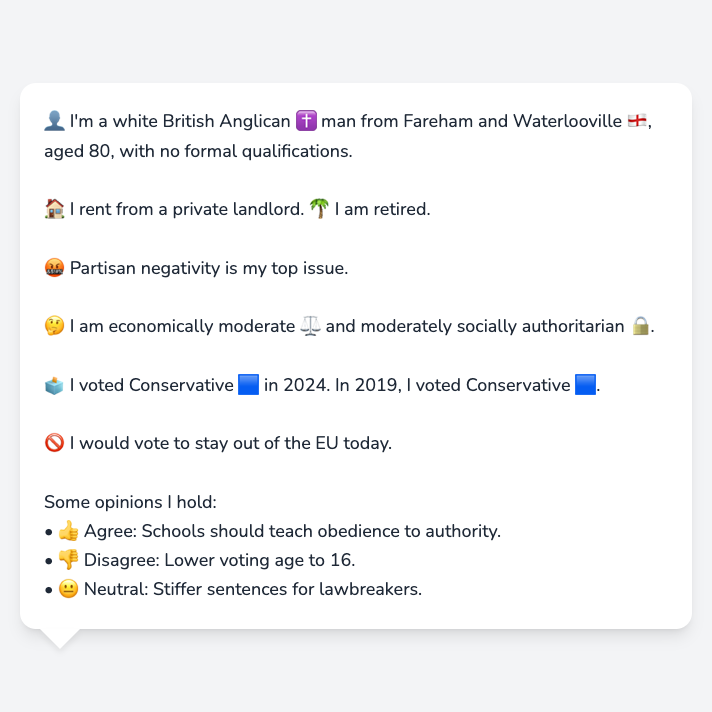 👤 I'm a white British Anglican ✝️ man from Fareham and Waterlooville 🏴󠁧󠁢󠁥󠁮󠁧󠁿,
aged 80, with no formal qualifications.
🏠 I rent from a private landlord. 🌴 I am retired.
🤬 Partisan negativity is my top issue.
🤔 I am economically moderate ⚖️ and moderately socially authoritarian 🔒.
🗳️ I voted Conservative 🟦 in 2024. In 2019, I voted Conservative 🟦.
🚫 I would vote to stay out of the EU today.
Some opinions I hold:
• 👍 Agree: Schools should teach obedience to authority.
• 👎 Disagree: Lower voting age to 16.
• 😐 Neutral: Stiffer sentences for lawbreakers.